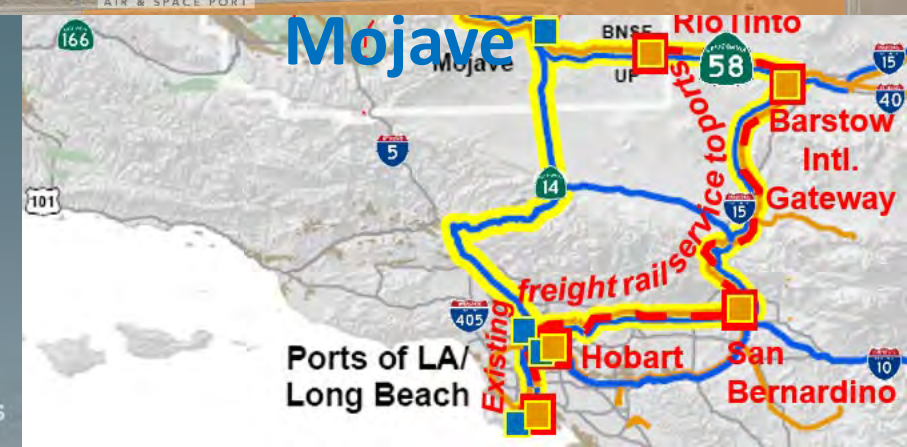 AIR & SPACE PORT
166
Mojave
Mojave
BNSF
UP
Rio Tinto
CALIFORNIA
58
15
40
Barstow
Intl.
Gateway
5
101
14
15
Existing freight rail service to ports
405
Ports of LA/
Long Beach
Hobart
San
Bernardino
10
s